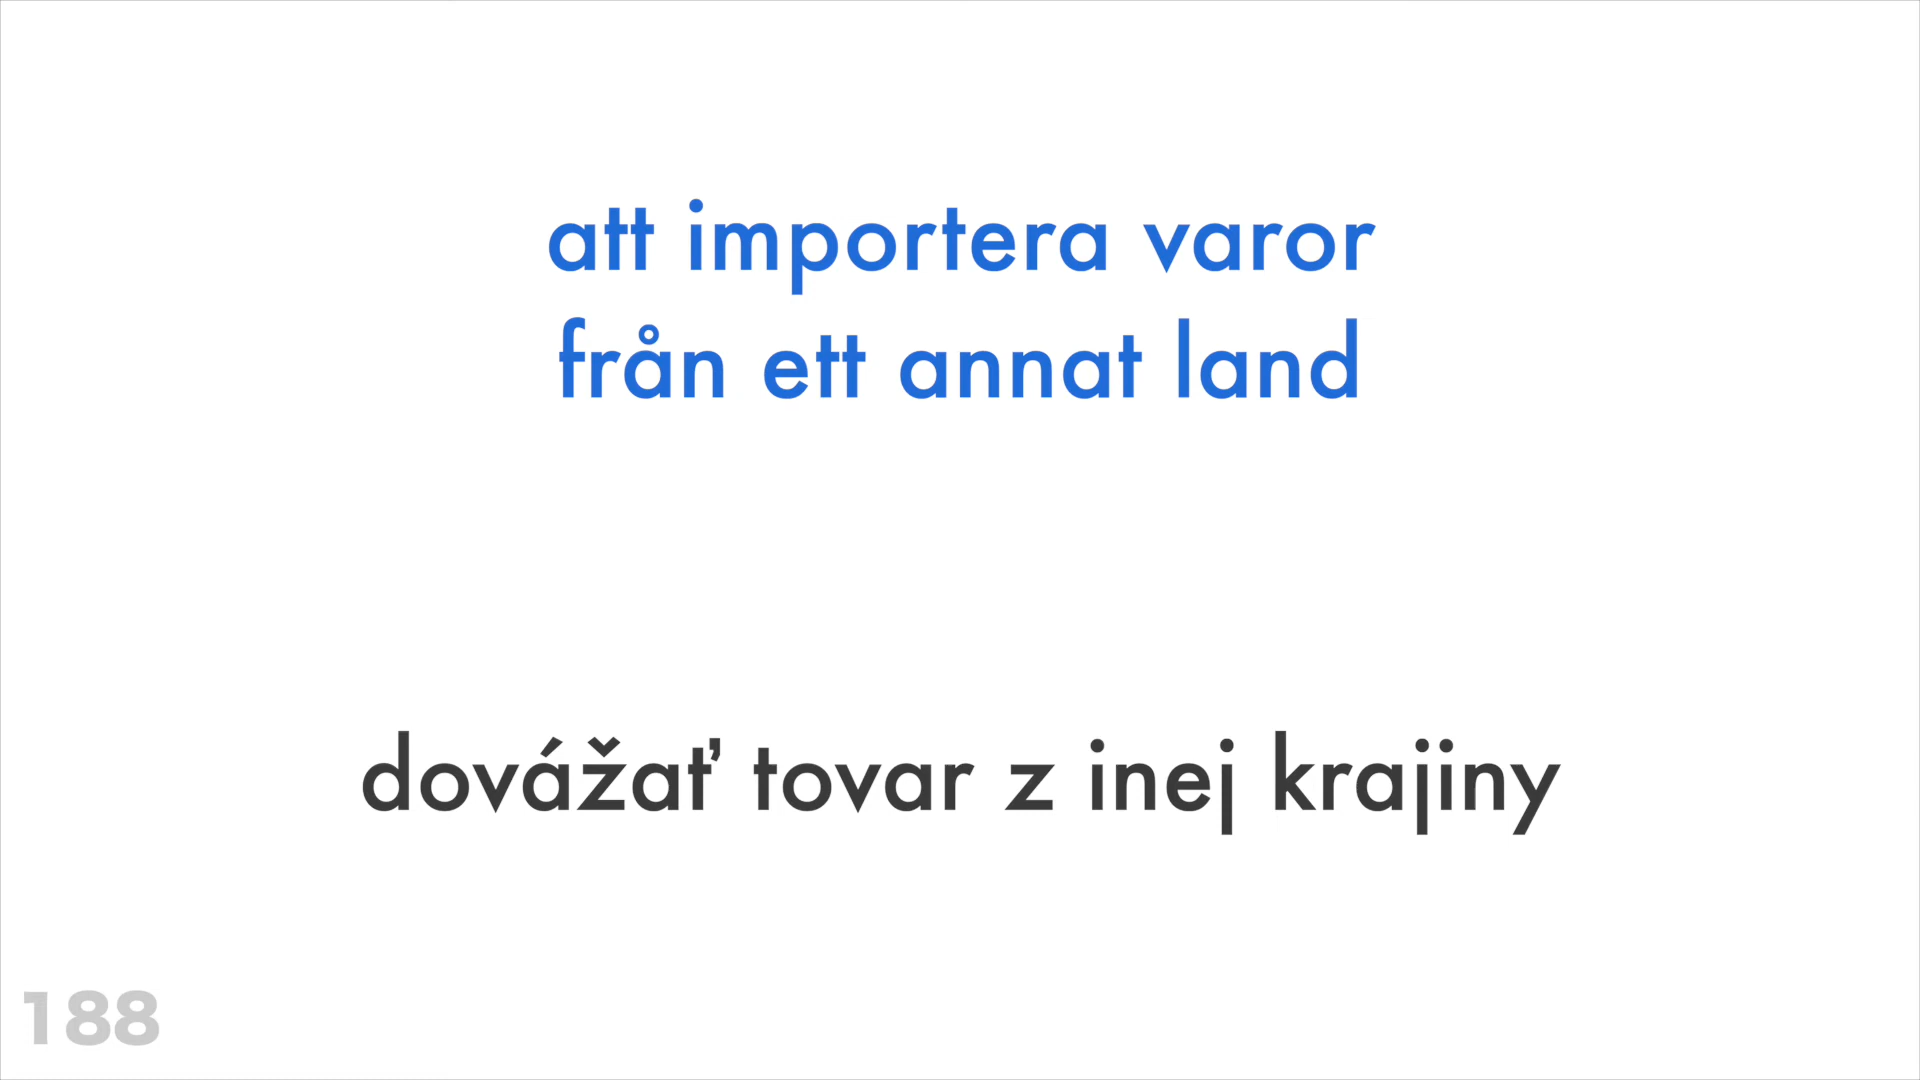 att importera varor
från ett annat land
dovážať tovar z inej krajiny
188